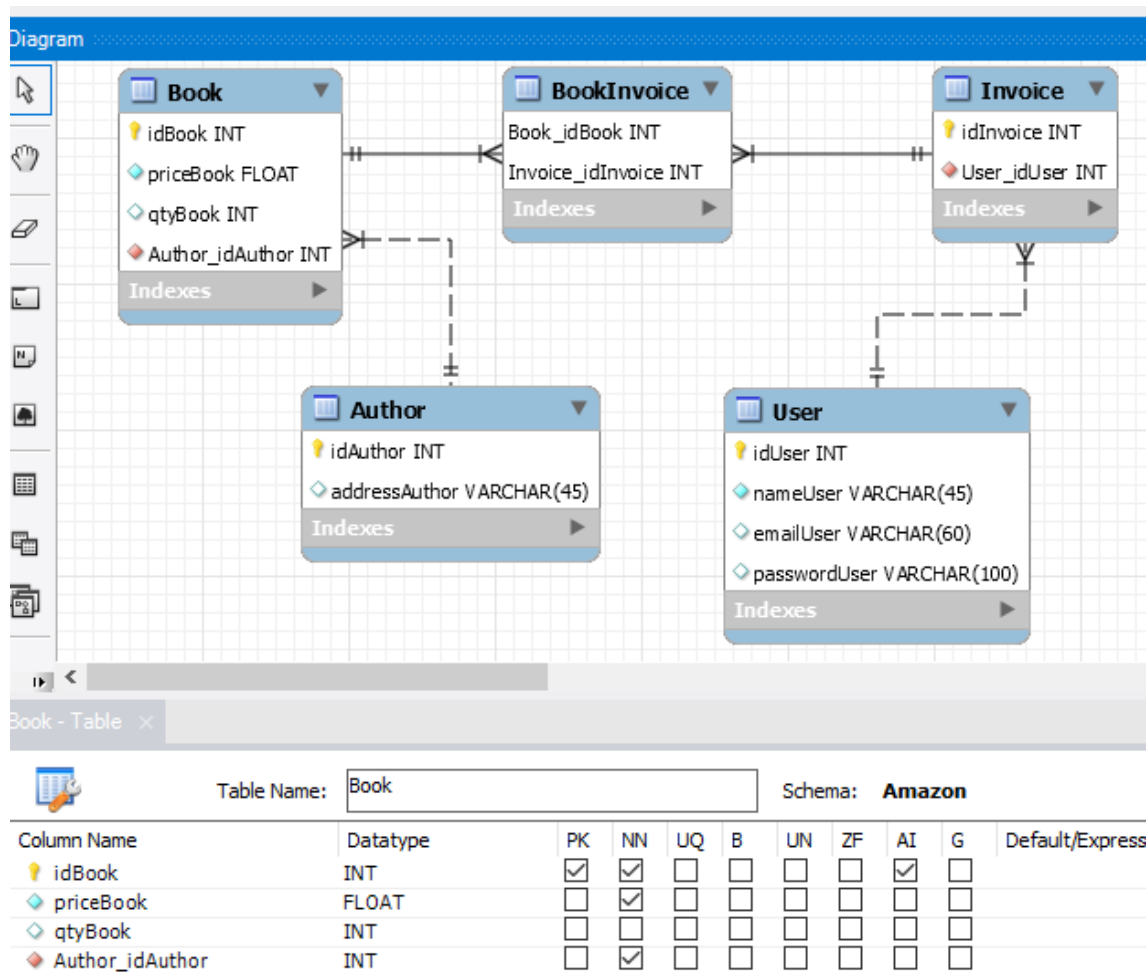 Diagram
Book
idBook INT
priceBook FLOAT
qtyBook INT
Author_idAuthor INT
Indexes
BookInvoice
Book_idBook INT
Invoice_idInvoice INT
Indexes
Invoice
idInvoice INT
User_idUser INT
Indexes
Author
idAuthor INT
addressAuthor VARCHAR(45)
Indexes
User
idUser INT
nameUser VARCHAR(45)
emailUser VARCHAR(60)
passwordUser VARCHAR(100)
Indexes
Book - Table ×
Table Name: Book Schema: Amazon
Column Name Datatype PK NN UQ B UN ZF AI G Default/Express
idBook INT
priceBook FLOAT
qtyBook INT
Author_idAuthor INT